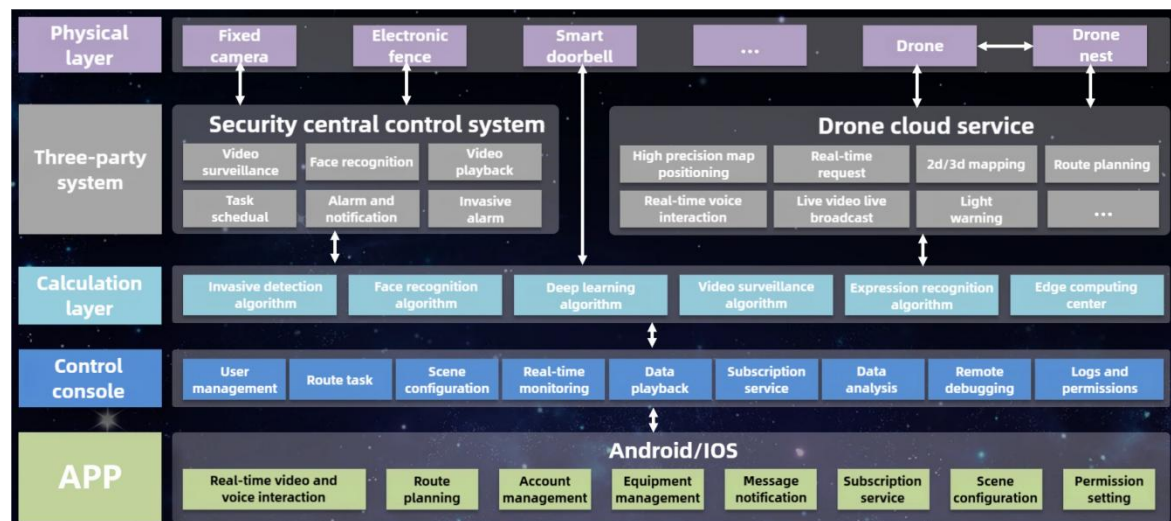 Physical
layer
Fixed
camera
Electronic
fence
Smart
doorbell
...
Drone
Drone
nest
Three-party
system
Security central control system
Video
surveillance
Face recognition
Video
playback
Task
schedual
Alarm and
notification
Invasive
alarm
Drone cloud service
High precision map
positioning
Real-time
request
2d/3d mapping
Route planning
Real-time voice
interaction
Live video live
broadcast
Light
warning
...
Calculation
layer
Invasive detection
algorithm
Face recognition
algorithm
Deep learning
algorithm
Video surveillance
algorithm
Expression recognition
algorithm
Edge computing
center
Control
console
User
management
Route task
Scene
configuration
Real-time
monitoring
Data
playback
Subscription
service
Data
analysis
Remote
debugging
Logs and
permissions
APP
Android/IOS
Real-time video and
voice interaction
Route
planning
Account
management
Equipment
management
Message
notification
Subscription
service
Scene
configuration
Permission
setting